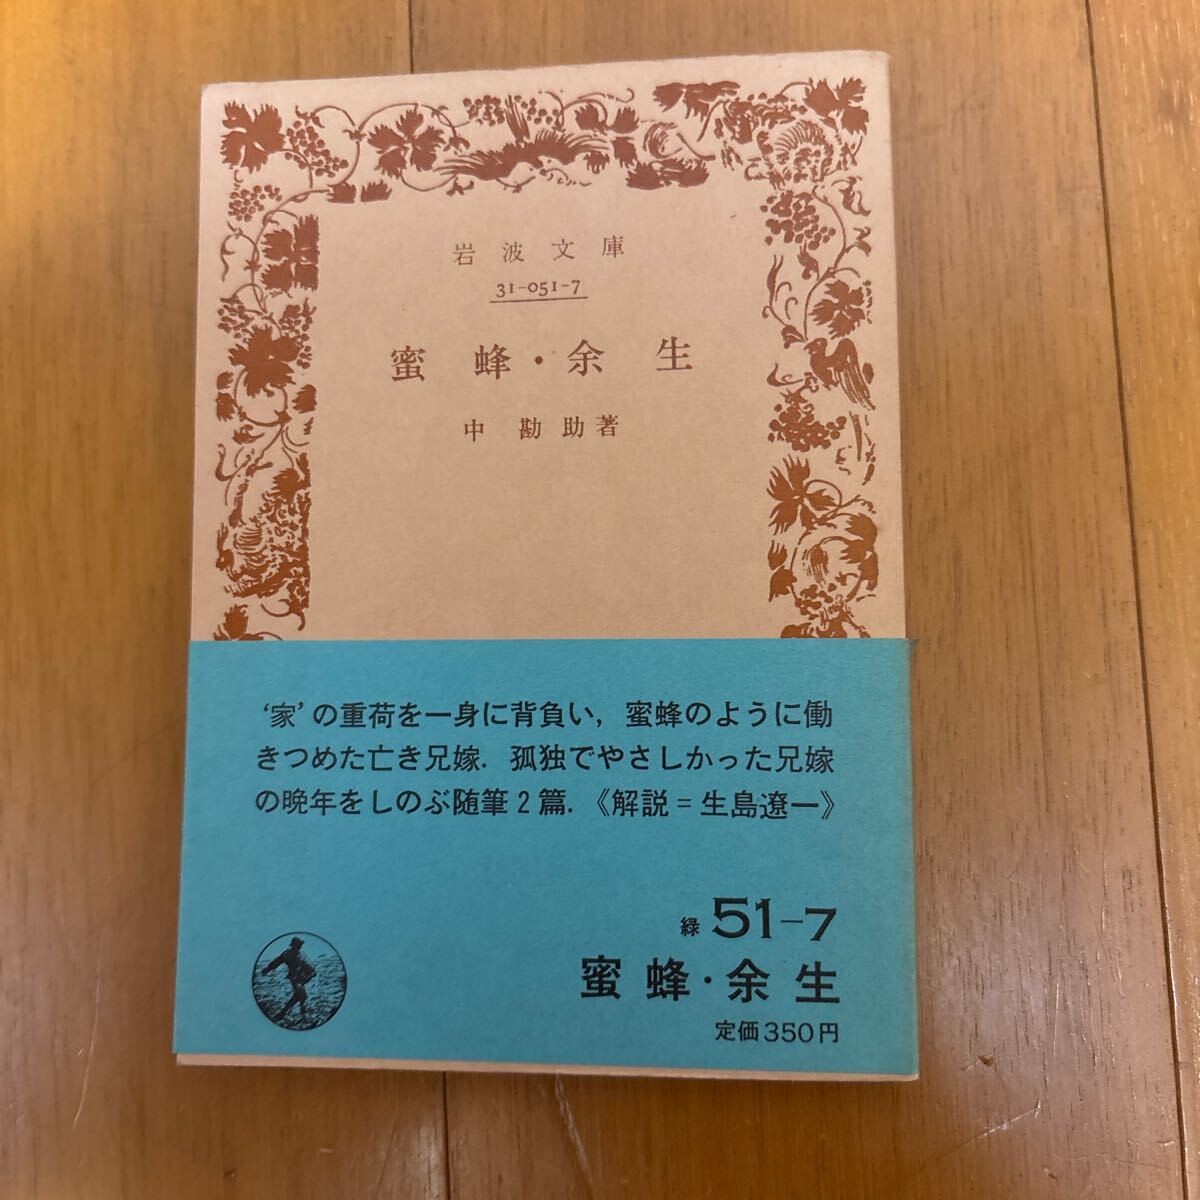 岩波文庫
31-051-7
蜜蜂・余生
中勘助著
‘家’の重荷を一身に背負い，蜜蜂のように働
きつめた亡き兄嫁．孤独でやさしかった兄嫁
の晩年をしのぶ随筆2篇．《解説＝生島遼一》
緑 51-7
蜜蜂・余生
定価350円